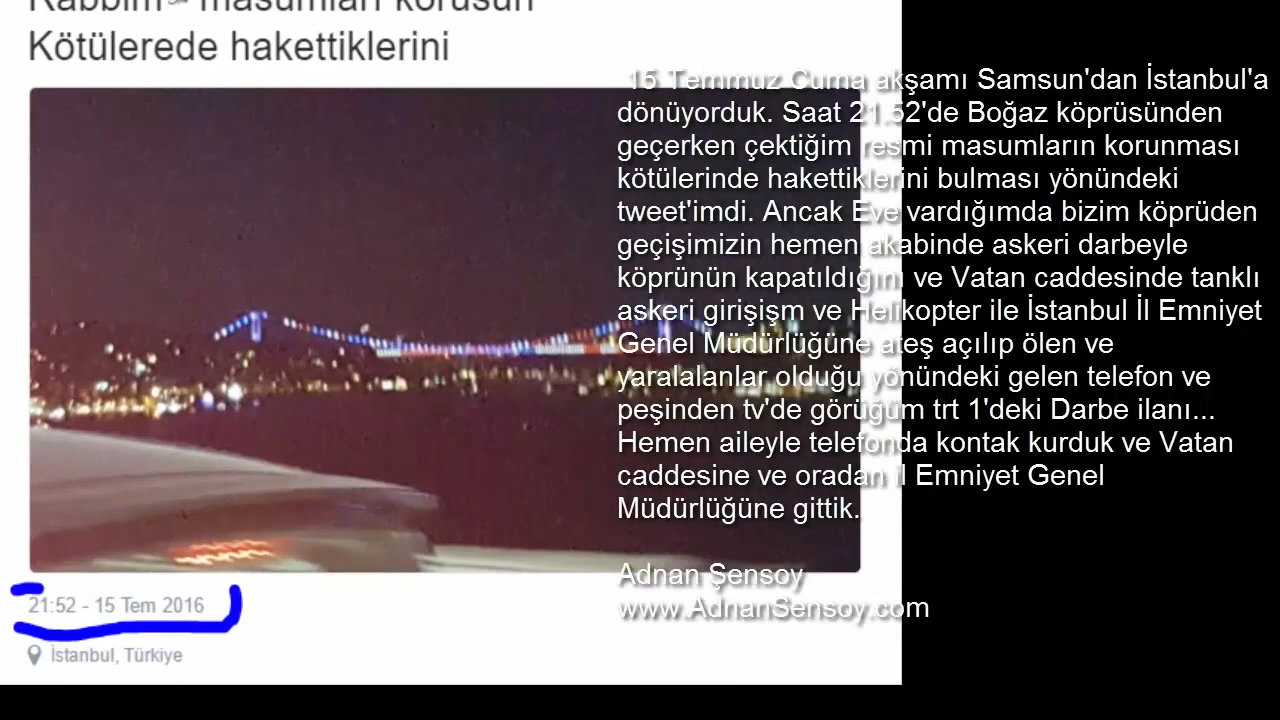 Rabbim masumları korusun
Kötülerede hakettiklerini
15 Temmuz Cuma akşamı Samsun'dan İstanbul'a
dönüyorduk. Saat 21.52'de Boğaz köprüsünden
geçerken çektiğim resmi masumların korunması
kötülerinde hakettiklerini bulması yönündeki
tweet'imdi. Ancak Eve vardığımda bizim köprüden
geçişimizin hemen akabinde askeri darbeyle
köprünün kapatıldığını ve Vatan caddesinde tanklı
askeri girişişm ve Helikopter ile İstanbul İl Emniyet
Genel Müdürlüğüne ateş açılıp ölen ve
yaralalanlar olduğu yönündeki gelen telefon ve
peşinden tv'de görüğüm trt 1'deki Darbe ilanı...
Hemen aileyle telefonda kontak kurduk ve Vatan
caddesine ve oradan İl Emniyet Genel
Müdürlüğüne gittik.
Adnan Şensoy
www.AdnanSensoy.com
21:52 - 15 Tem 2016
İstanbul, Türkiye